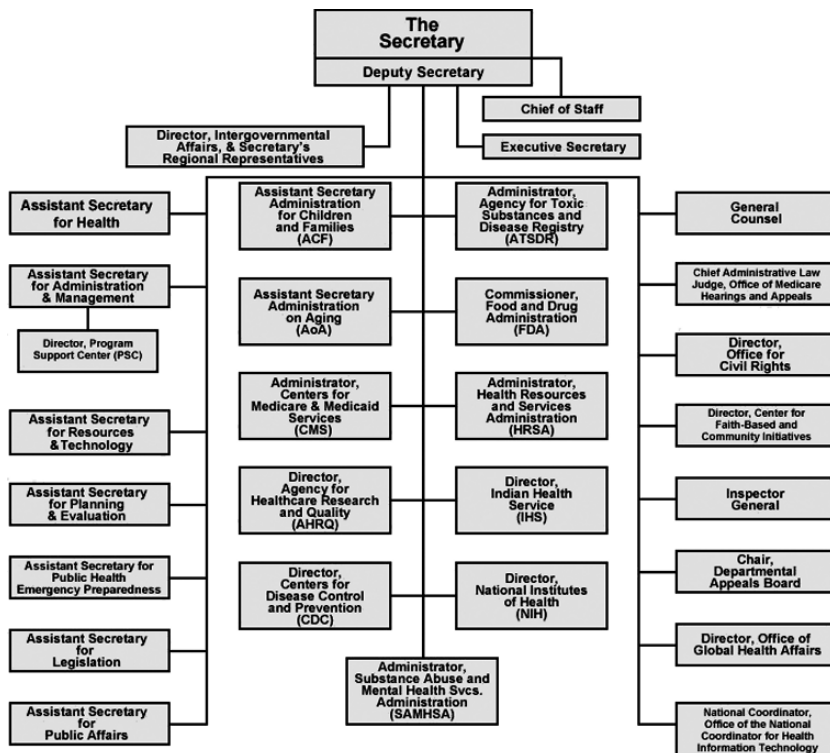 The
Secretary
Deputy Secretary
Chief of Staff
Director, Intergovernmental
Affairs, & Secretary's
Regional Representatives
Executive Secretary
Assistant Secretary
for Health
Assistant Secretary
for Administration
& Management
Director, Program
Support Center (PSC)
Assistant Secretary
for Resources
& Technology
Assistant Secretary
for Planning
& Evaluation
Assistant Secretary for
Public Health
Emergency Preparedness
Assistant Secretary
for
Legislation
Assistant Secretary
for
Public Affairs
Assistant Secretary
Administration
for Children
and Families
(ACF)
Assistant Secretary
Administration
on Aging
(AoA)
Administrator,
Centers for
Medicare & Medicaid
Services
(CMS)
Director,
Agency for
Healthcare Research
and Quality
(AHRQ)
Director,
Centers for
Disease Control
and Prevention
(CDC)
Administrator,
Agency for Toxic
Substances and
Disease Registry
(ATSDR)
Commissioner,
Food and Drug
Administration
(FDA)
Administrator,
Health Resources
and Services
Administration
(HRSA)
Director,
Indian Health
Service
(IHS)
Director,
National Institutes
of Health
(NIH)
Administrator,
Substance Abuse and
Mental Health Svcs.
Administration
(SAMHSA)
General
Counsel
Chief Administrative Law
Judge, Office of Medicare
Hearings and Appeals
Director,
Office for
Civil Rights
Director, Center for
Faith-Based and
Community Initiatives
Inspector
General
Chair,
Departmental
Appeals Board
Director, Office of
Global Health Affairs
National Coordinator,
Office of the National
Coordinator for Health
Information Technology